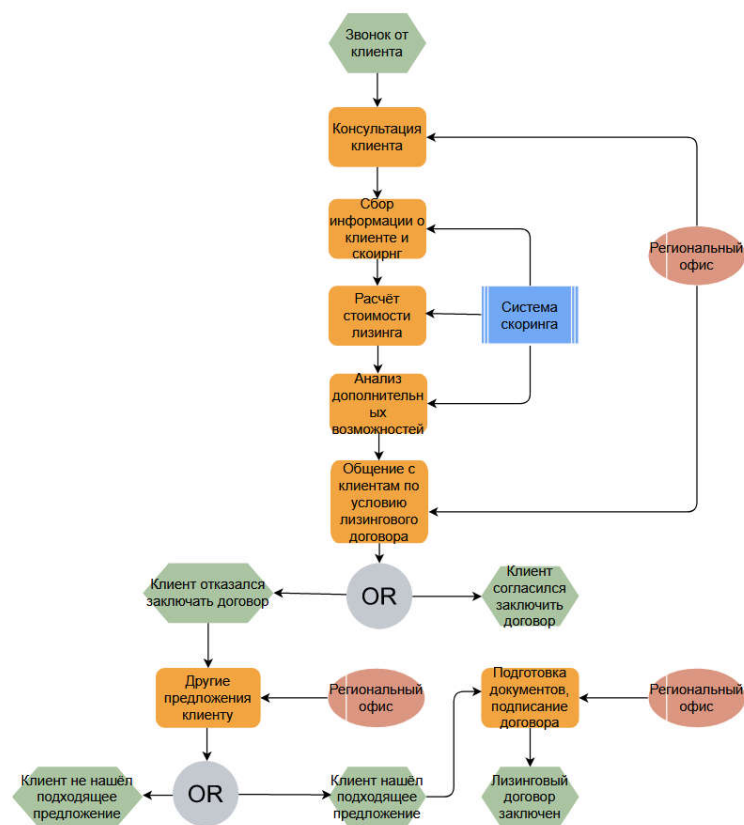 Звонок от
клиента
Консультация
клиента
Сбор
информации о
клиенте и
скоирнг
Региональный
офис
Расчёт
стоимости
лизинга
Система
скоринга
Анализ
дополнительн
ых
возможностей
Общение с
клиентам по
условию
лизингового
договора
Клиент отказался
заключать договор
OR
Клиент
согласился
заключить
договор
Другие
предложения
клиенту
Региональный
офис
Подготовка
документов,
подписание
договора
Региональный
офис
Клиент не нашёл
подходящее
предложение
OR
Клиент нашёл
подходящее
предложение
Лизинговый
договор
заключен